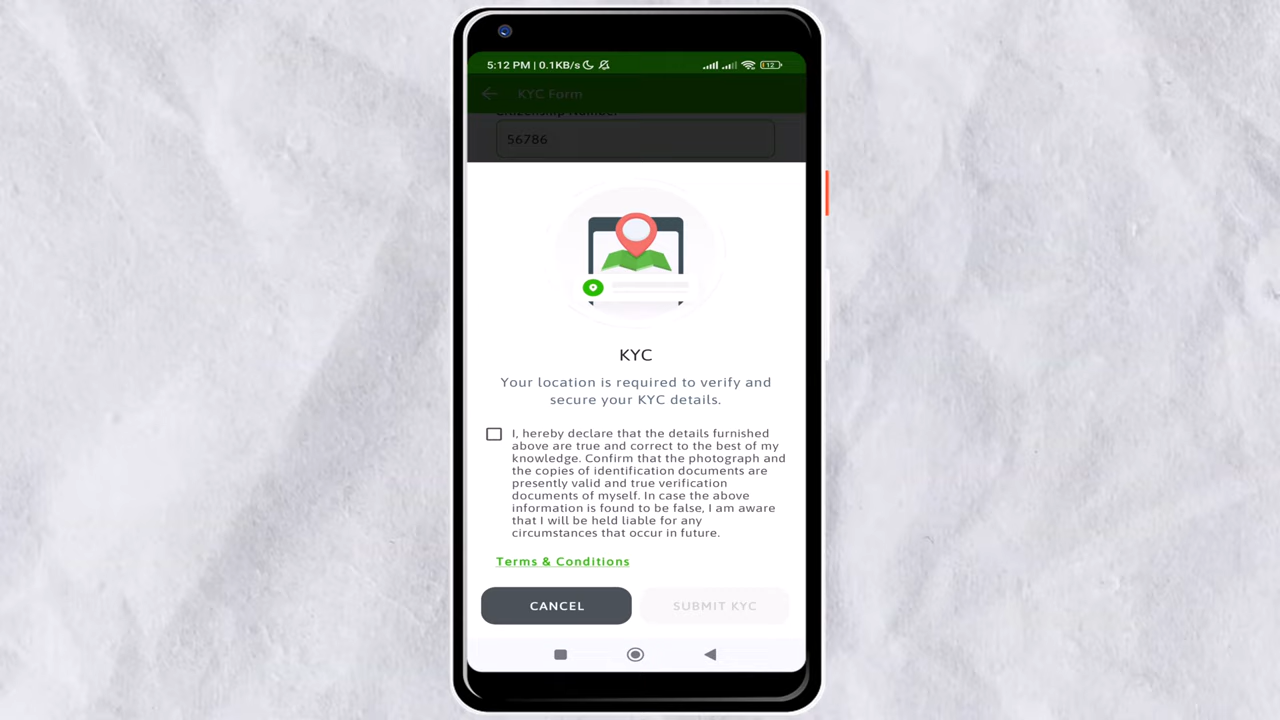 5:12 PM | 0.1KB/s
12
KYC Form
Citizenship Number
56786
KYC
Your location is required to verify and
secure your KYC details.
I, hereby declare that the details furnished
above are true and correct to the best of my
knowledge. Confirm that the photograph and
the copies of identification documents are
presently valid and true verification
documents of myself. In case the above
information is found to be false, I am aware
that I will be held liable for any
circumstances that occur in future.
Terms & Conditions
CANCEL
SUBMIT KYC